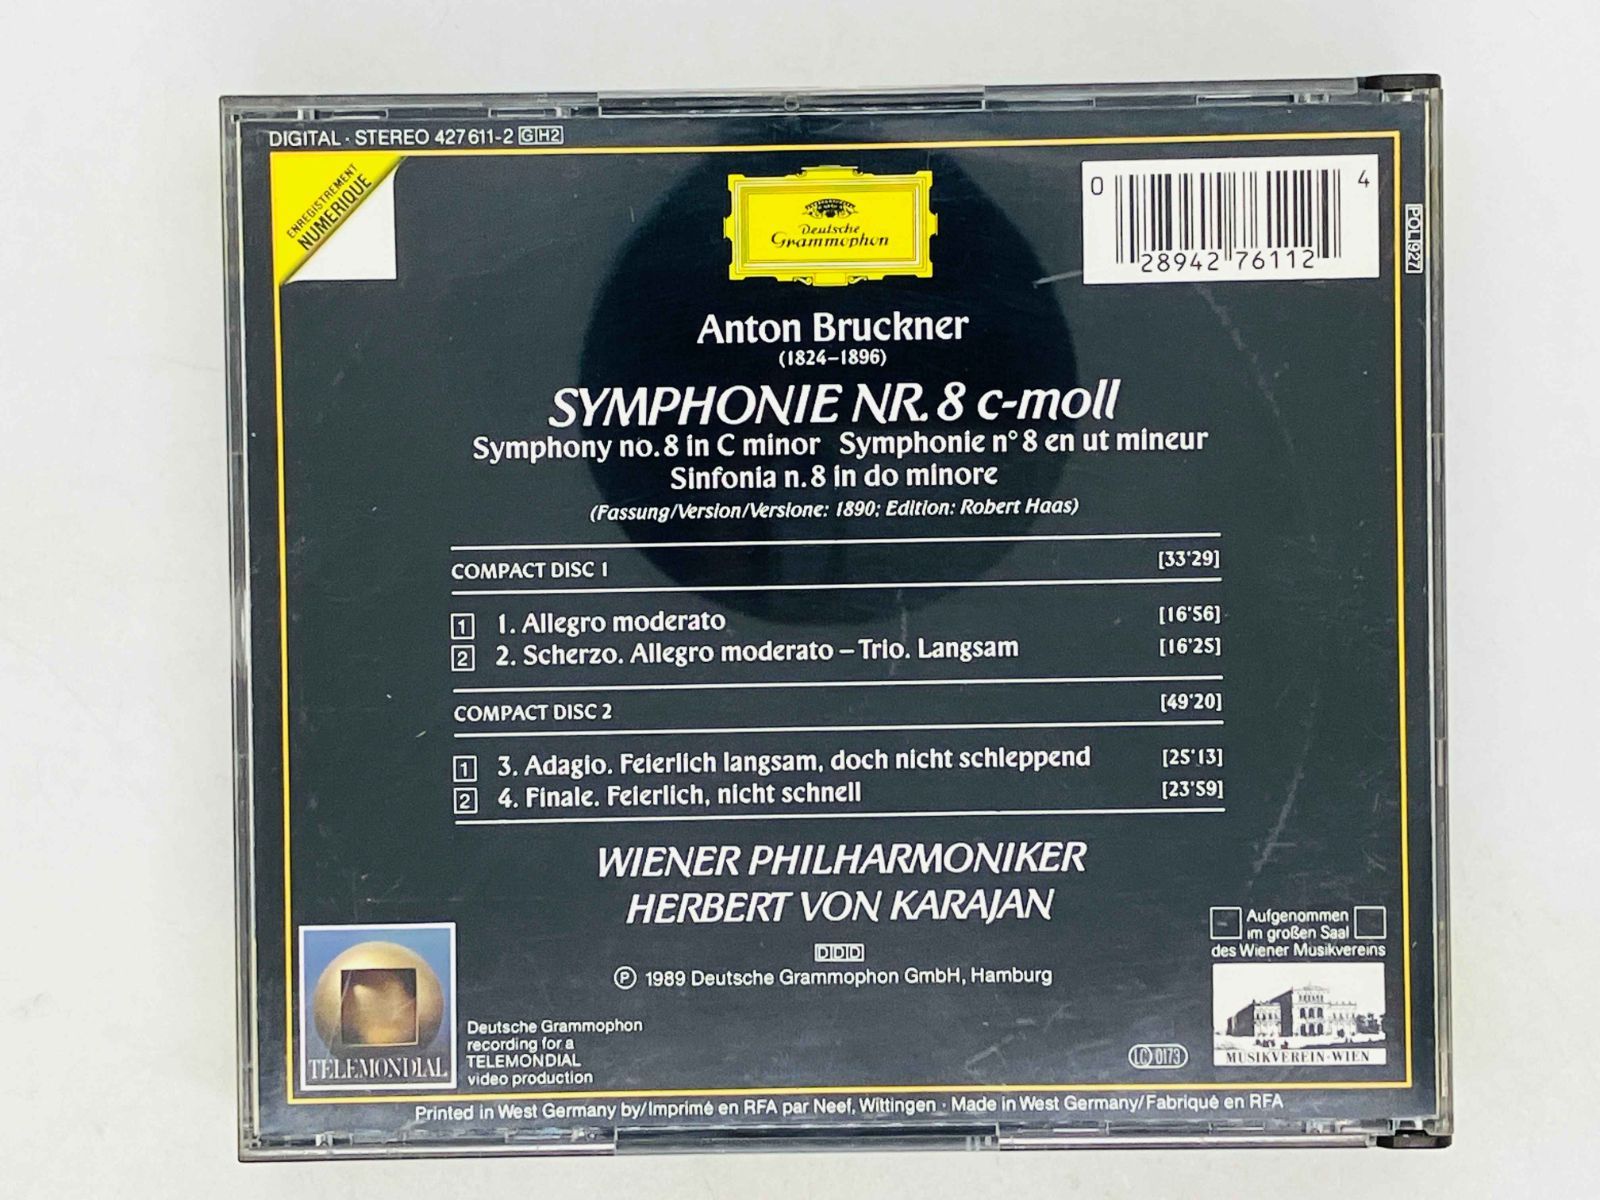 DIGITAL · STEREO 427 611-2 G H2
ENREGISTREMENT
NUMERIQUE
Deutsche
Grammophon
0 28942 76112 4
POL 927
Anton Bruckner
(1824–1896)
SYMPHONIE NR. 8 c-moll
Symphony no. 8 in C minor Symphonie n° 8 en ut mineur
Sinfonia n. 8 in do minore
(Fassung/Version/Versione: 1890; Edition: Robert Haas)
COMPACT DISC 1 [33'29]
1 1. Allegro moderato [16'56]
2 2. Scherzo. Allegro moderato – Trio. Langsam [16'25]
COMPACT DISC 2 [49'20]
1 3. Adagio. Feierlich langsam, doch nicht schleppend [25'13]
2 4. Finale. Feierlich, nicht schnell [23'59]
WIENER PHILHARMONIKER
HERBERT VON KARAJAN
DDD
℗ 1989 Deutsche Grammophon GmbH, Hamburg
TELEMONDIAL
Deutsche Grammophon
recording for a
TELEMONDIAL
video production
Aufgenommen
im großen Saal
des Wiener Musikvereins
MUSIKVEREIN·WIEN
LC 0173
Printed in West Germany by/Imprimé en RFA par Neef, Wittingen · Made in West Germany/Fabriqué en RFA